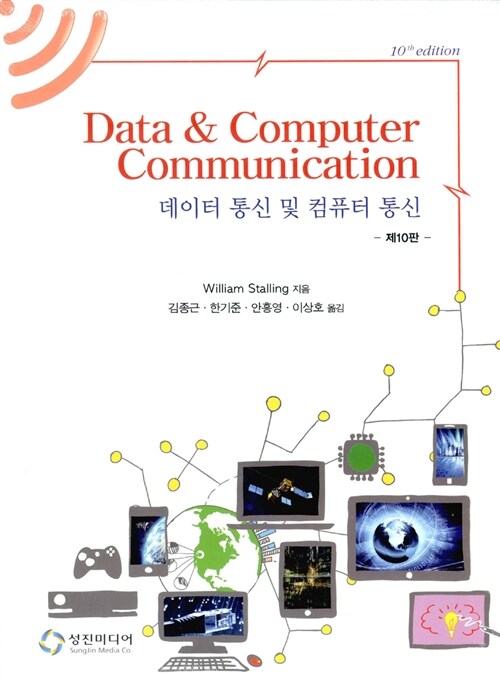 10th edition
Data & Computer
Communication
데이터 통신 및 컴퓨터 통신
- 제10판 -
William Stalling 지음
김종근 · 한기준 · 안흥영 · 이상호 옮김
성진미디어
SungJin Media Co.